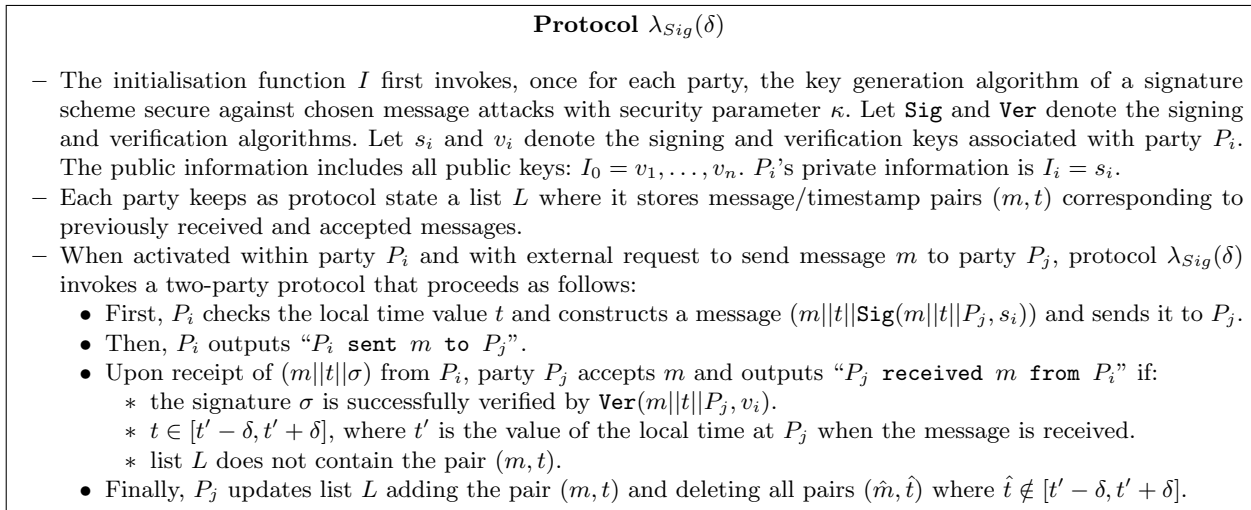 Protocol λ_Sig(δ)
– The initialisation function I first invokes, once for each party, the key generation algorithm of a signature
scheme secure against chosen message attacks with security parameter κ. Let Sig and Ver denote the signing
and verification algorithms. Let s_i and v_i denote the signing and verification keys associated with party P_i.
The public information includes all public keys: I_0 = v_1, . . . , v_n. P_i's private information is I_i = s_i.
– Each party keeps as protocol state a list L where it stores message/timestamp pairs (m, t) corresponding to
previously received and accepted messages.
– When activated within party P_i and with external request to send message m to party P_j, protocol λ_Sig(δ)
invokes a two-party protocol that proceeds as follows:
• First, P_i checks the local time value t and constructs a message (m||t||Sig(m||t||P_j, s_i)) and sends it to P_j.
• Then, P_i outputs “P_i sent m to P_j”.
• Upon receipt of (m||t||σ) from P_i, party P_j accepts m and outputs “P_j received m from P_i” if:
∗ the signature σ is successfully verified by Ver(m||t||P_j, v_i).
∗ t ∈ [t′ − δ, t′ + δ], where t′ is the value of the local time at P_j when the message is received.
∗ list L does not contain the pair (m, t).
• Finally, P_j updates list L adding the pair (m, t) and deleting all pairs (m̂, t̂) where t̂ ∉ [t′ − δ, t′ + δ].